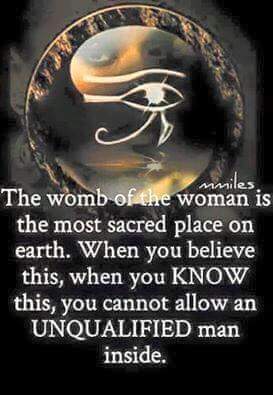 mmiles
The womb of the woman is
the most sacred place on
earth. When you believe
this, when you KNOW
this, you cannot allow an
UNQUALIFIED man
inside.